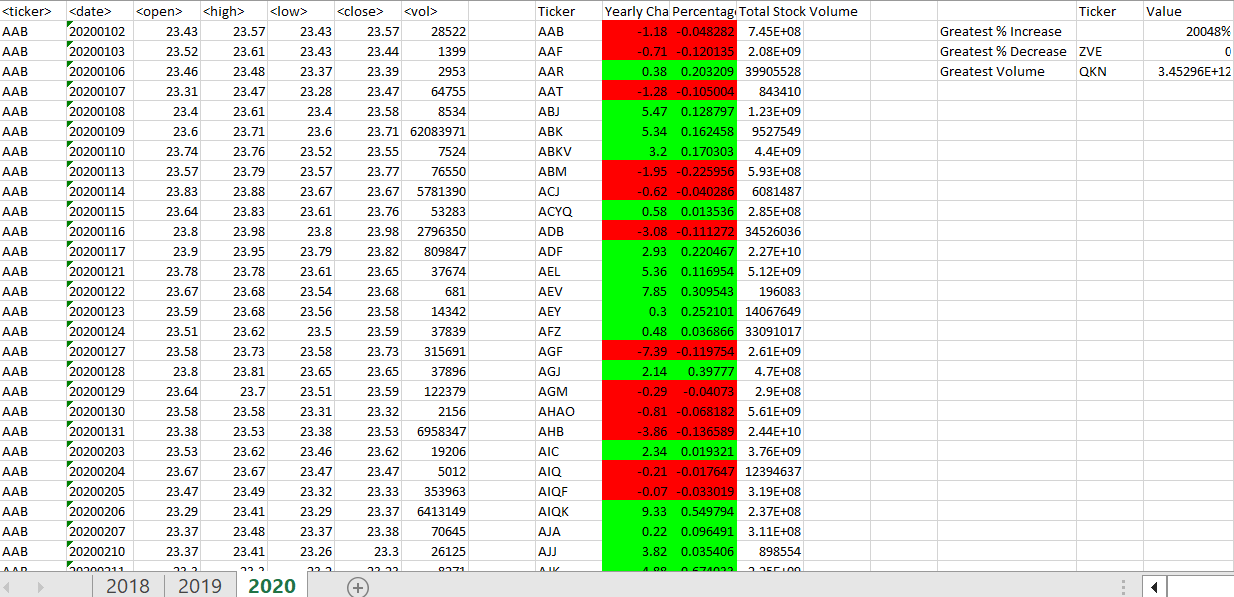 <ticker> <date> <open> <high> <low> <close> <vol> Ticker Yearly Cha Percentag Total Stock Volume Ticker Value
AAB 20200102 23.43 23.57 23.43 23.57 28522 AAB -1.18 -0.048282 7.45E+08 Greatest % Increase 20048%
AAB 20200103 23.52 23.61 23.43 23.44 1399 AAF -0.71 -0.120135 2.08E+09 Greatest % Decrease ZVE 0
AAB 20200106 23.46 23.48 23.37 23.39 2953 AAR 0.38 0.203209 39905528 Greatest Volume QKN 3.45296E+12
AAB 20200107 23.31 23.47 23.28 23.47 64755 AAT -1.28 -0.105004 843410
AAB 20200108 23.4 23.61 23.4 23.58 8534 ABJ 5.47 0.128797 1.23E+09
AAB 20200109 23.6 23.71 23.6 23.71 62083971 ABK 5.34 0.162458 9527549
AAB 20200110 23.74 23.76 23.52 23.55 7524 ABKV 3.2 0.170303 4.4E+09
AAB 20200113 23.57 23.79 23.57 23.77 76550 ABM -1.95 -0.225956 5.93E+08
AAB 20200114 23.83 23.88 23.67 23.67 5781390 ACJ -0.62 -0.040286 6081487
AAB 20200115 23.64 23.83 23.61 23.76 53283 ACYQ 0.58 0.013536 2.85E+08
AAB 20200116 23.8 23.98 23.8 23.98 2796350 ADB -3.08 -0.111272 34526036
AAB 20200117 23.9 23.95 23.79 23.82 809847 ADF 2.93 0.220467 2.27E+10
AAB 20200121 23.78 23.78 23.61 23.65 37674 AEL 5.36 0.116954 5.12E+09
AAB 20200122 23.67 23.68 23.54 23.68 681 AEV 7.85 0.309543 196083
AAB 20200123 23.59 23.68 23.56 23.58 14342 AEY 0.3 0.252101 14067649
AAB 20200124 23.51 23.62 23.5 23.59 37839 AFZ 0.48 0.036866 33091017
AAB 20200127 23.58 23.73 23.58 23.73 315691 AGF -7.39 -0.119754 2.61E+09
AAB 20200128 23.8 23.81 23.65 23.65 37896 AGJ 2.14 0.39777 4.7E+08
AAB 20200129 23.64 23.7 23.51 23.59 122379 AGM -0.29 -0.04073 2.9E+08
AAB 20200130 23.58 23.58 23.31 23.32 2156 AHAO -0.81 -0.068182 5.61E+09
AAB 20200131 23.38 23.53 23.38 23.53 6958347 AHB -3.86 -0.136589 2.44E+10
AAB 20200203 23.53 23.62 23.46 23.62 19206 AIC 2.34 0.019321 3.76E+09
AAB 20200204 23.67 23.67 23.47 23.47 5012 AIQ -0.21 -0.017647 12394637
AAB 20200205 23.47 23.49 23.32 23.33 353963 AIQF -0.07 -0.033019 3.19E+08
AAB 20200206 23.29 23.41 23.29 23.37 6413149 AIQK 9.33 0.549794 2.37E+08
AAB 20200207 23.37 23.48 23.37 23.38 70645 AJA 0.22 0.096491 3.11E+08
AAB 20200210 23.37 23.41 23.26 23.3 26125 AJJ 3.82 0.035406 898554
2018 2019 2020